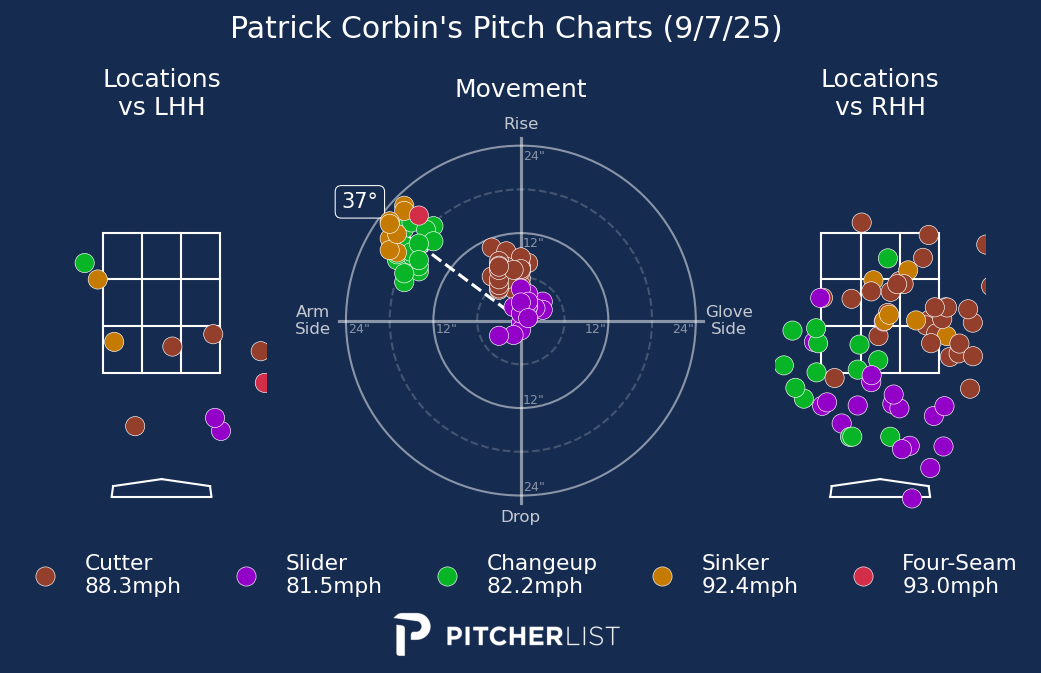 Patrick Corbin's Pitch Charts (9/7/25)
Locations
vs LHH
Movement
Locations
vs RHH
Rise
24"
37°
12"
Arm
Side
24"
12"
12"
24"
Glove
Side
12"
24"
Drop
Cutter
88.3mph
Slider
81.5mph
Changeup
82.2mph
Sinker
92.4mph
Four-Seam
93.0mph
PITCHERLIST